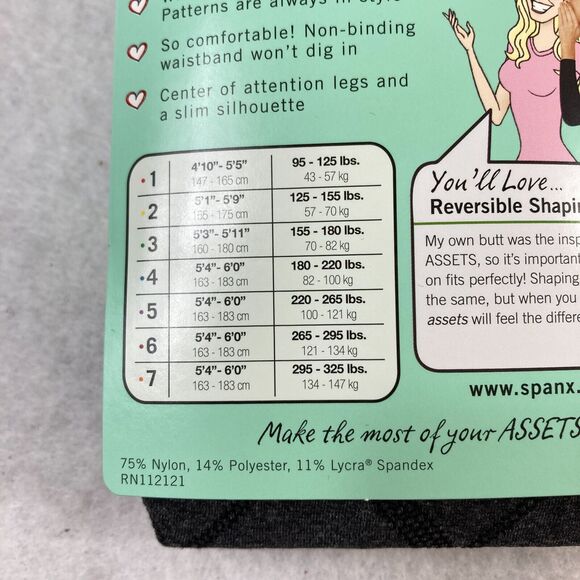 Patterns are always in style
So comfortable! Non-binding
waistband won't dig in
Center of attention legs and
a slim silhouette
1 4'10"- 5'5" 95 - 125 lbs.
147 - 165 cm 43 - 57 kg
2 5'1"- 5'9" 125 - 155 lbs.
155 - 175 cm 57 - 70 kg
3 5'3"- 5'11" 155 - 180 lbs.
160 - 180 cm 70 - 82 kg
4 5'4"- 6'0" 180 - 220 lbs.
163 - 183 cm 82 - 100 kg
5 5'4"- 6'0" 220 - 265 lbs.
163 - 183 cm 100 - 121 kg
6 5'4"- 6'0" 265 - 295 lbs.
163 - 183 cm 121 - 134 kg
7 5'4"- 6'0" 295 - 325 lbs.
163 - 183 cm 134 - 147 kg
You'll Love...
Reversible Shapin
My own butt was the insp
ASSETS, so it's important
on fits perfectly! Shaping
the same, but when you
assets will feel the differe
www.spanx.
Make the most of your ASSETS
75% Nylon, 14% Polyester, 11% Lycra® Spandex
RN112121